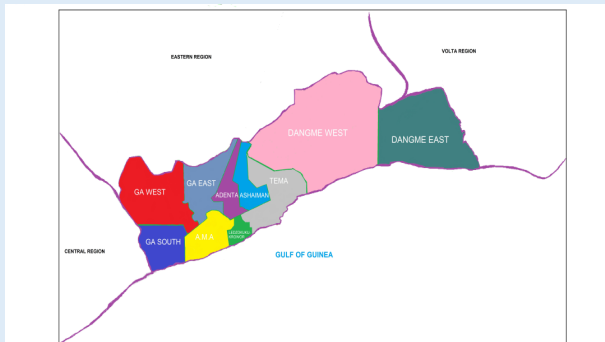 EASTERN REGION
VOLTA REGION
DANGME WEST
DANGME EAST
GA WEST
GA EAST
TEMA
ADENTA
ASHAIMAN
GA SOUTH
A.M.A
CENTRAL REGION
GULF OF GUINEA